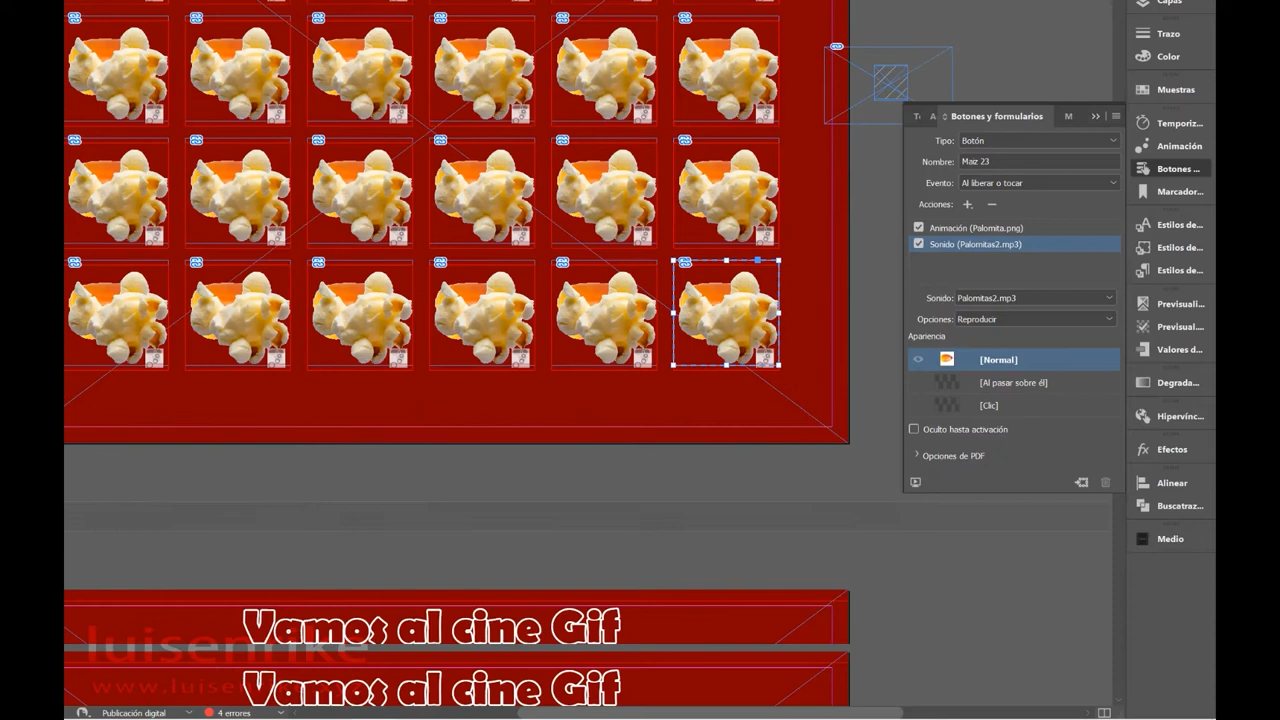 Capas
Trazo
Color
Muestras
Temporiz...
Animación
Botones ...
Marcador...
Estilos de...
Estilos de...
Estilos de...
Previsuali...
Previsual...
Valores d...
Degrada...
Hipervínc...
Efectos
Alinear
Buscatraz...
Medio
Botones y formularios
M
Tipo: Botón
Nombre: Maiz 23
Evento: Al liberar o tocar
Acciones:
Animación (Palomita.png)
Sonido (Palomitas2.mp3)
Sonido: Palomitas2.mp3
Opciones: Reproducir
Apariencia
[Normal]
[Al pasar sobre él]
[Clic]
Oculto hasta activación
Opciones de PDF
Vamos al cine Gif
luisenrike
Vamos al cine Gif
www.luisen
Publicación digital
4 errores